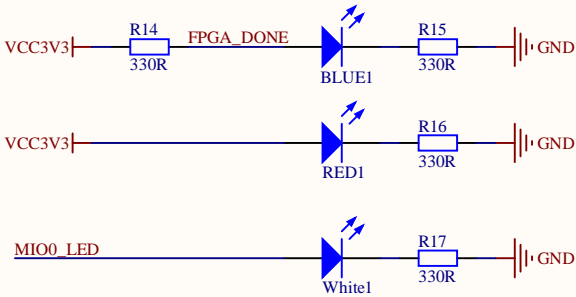 VCC3V3 R14 330R FPGA_DONE BLUE1 R15 330R GND
VCC3V3 RED1 R16 330R GND
MIO0_LED White1 R17 330R GND